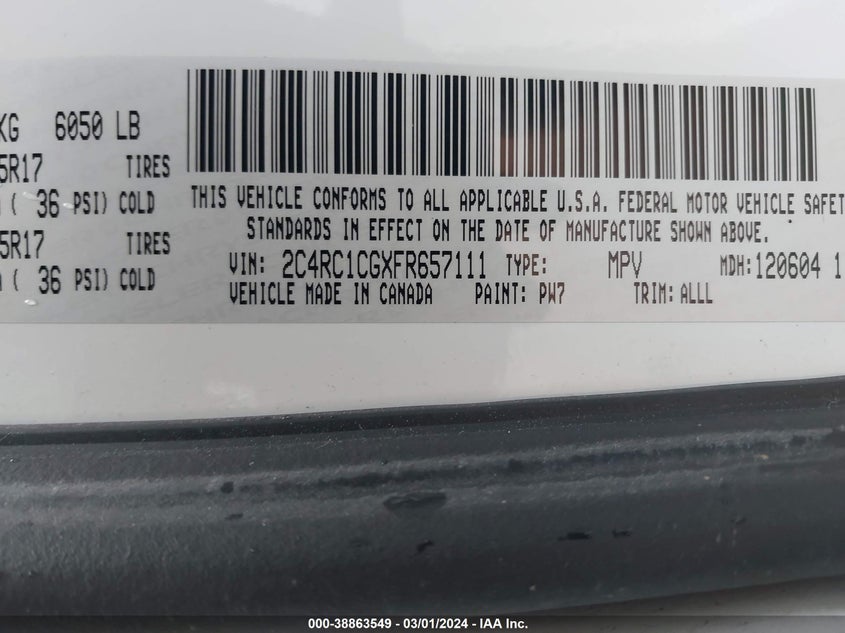 KG 6050 LB
5R17 TIRES
( 36 PSI) COLD
5R17 TIRES
( 36 PSI) COLD
THIS VEHICLE CONFORMS TO ALL APPLICABLE U.S.A. FEDERAL MOTOR VEHICLE SAFET
STANDARDS IN EFFECT ON THE DATE OF MANUFACTURE SHOWN ABOVE.
VIN: 2C4RC1CGXFR657111 TYPE: MPV MDH: 120604 1
VEHICLE MADE IN CANADA PAINT: PW7 TRIM: ALLL
000-38863549 - 03/01/2024 - IAA Inc.